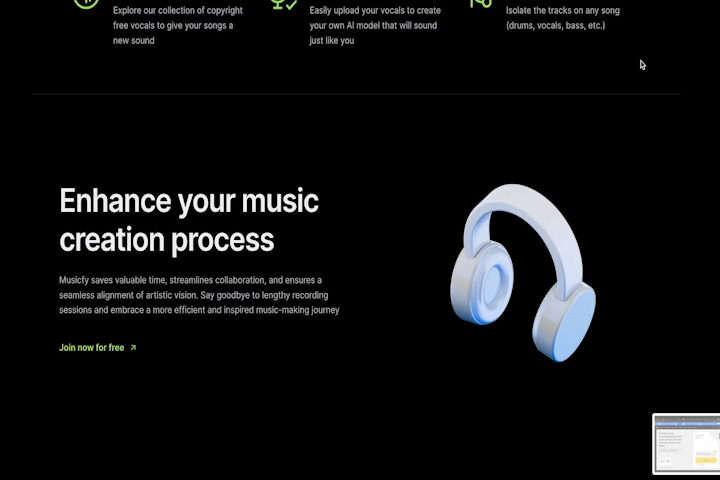 Explore our collection of copyright
free vocals to give your songs a
new sound
Easily upload your vocals to create
your own AI model that will sound
just like you
Isolate the tracks on any song
(drums, vocals, bass, etc.)
Enhance your music
creation process
Musicfy saves valuable time, streamlines collaboration, and ensures a
seamless alignment of artistic vision. Say goodbye to lengthy recording
sessions and embrace a more efficient and inspired music-making journey
Join now for free